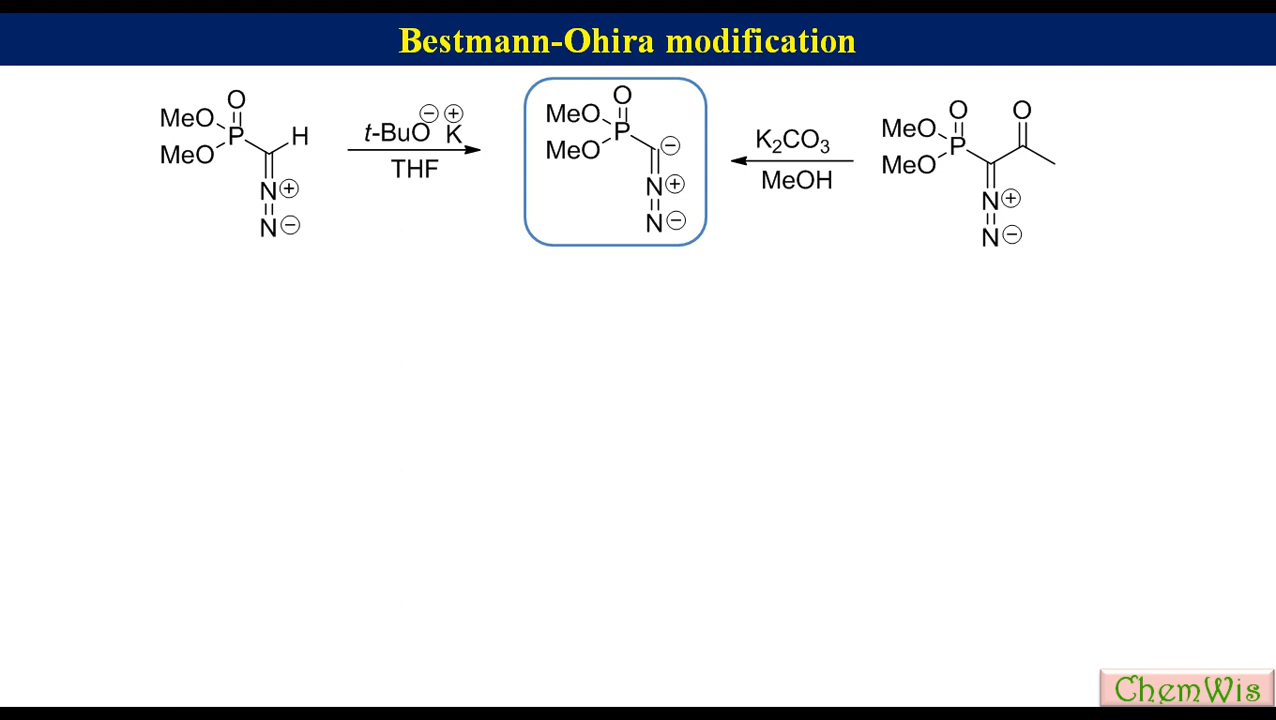 Bestmann-Ohira modification
O
MeO
P
H
MeO
N⊕
N⊖
t-BuO⊖ K⊕
THF
O
MeO
P
⊖
MeO
N⊕
N⊖
K₂CO₃
MeOH
O
O
MeO
P
MeO
N⊕
N⊖
ChemWis